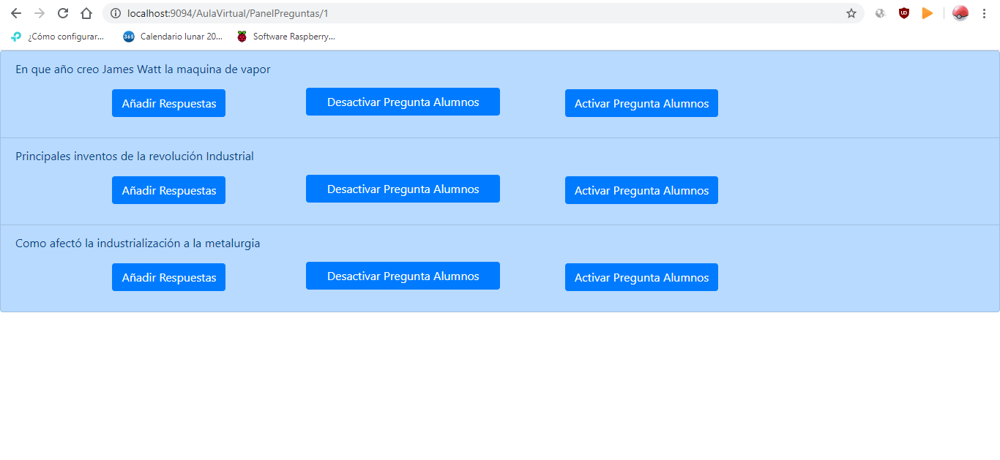 localhost:9094/AulaVirtual/PanelPreguntas/1
¿Cómo configurar... 365 Calendario lunar 20... Software Raspberry...
En que año creo James Watt la maquina de vapor
Añadir Respuestas Desactivar Pregunta Alumnos Activar Pregunta Alumnos
Principales inventos de la revolución Industrial
Añadir Respuestas Desactivar Pregunta Alumnos Activar Pregunta Alumnos
Como afectó la industrialización a la metalurgia
Añadir Respuestas Desactivar Pregunta Alumnos Activar Pregunta Alumnos